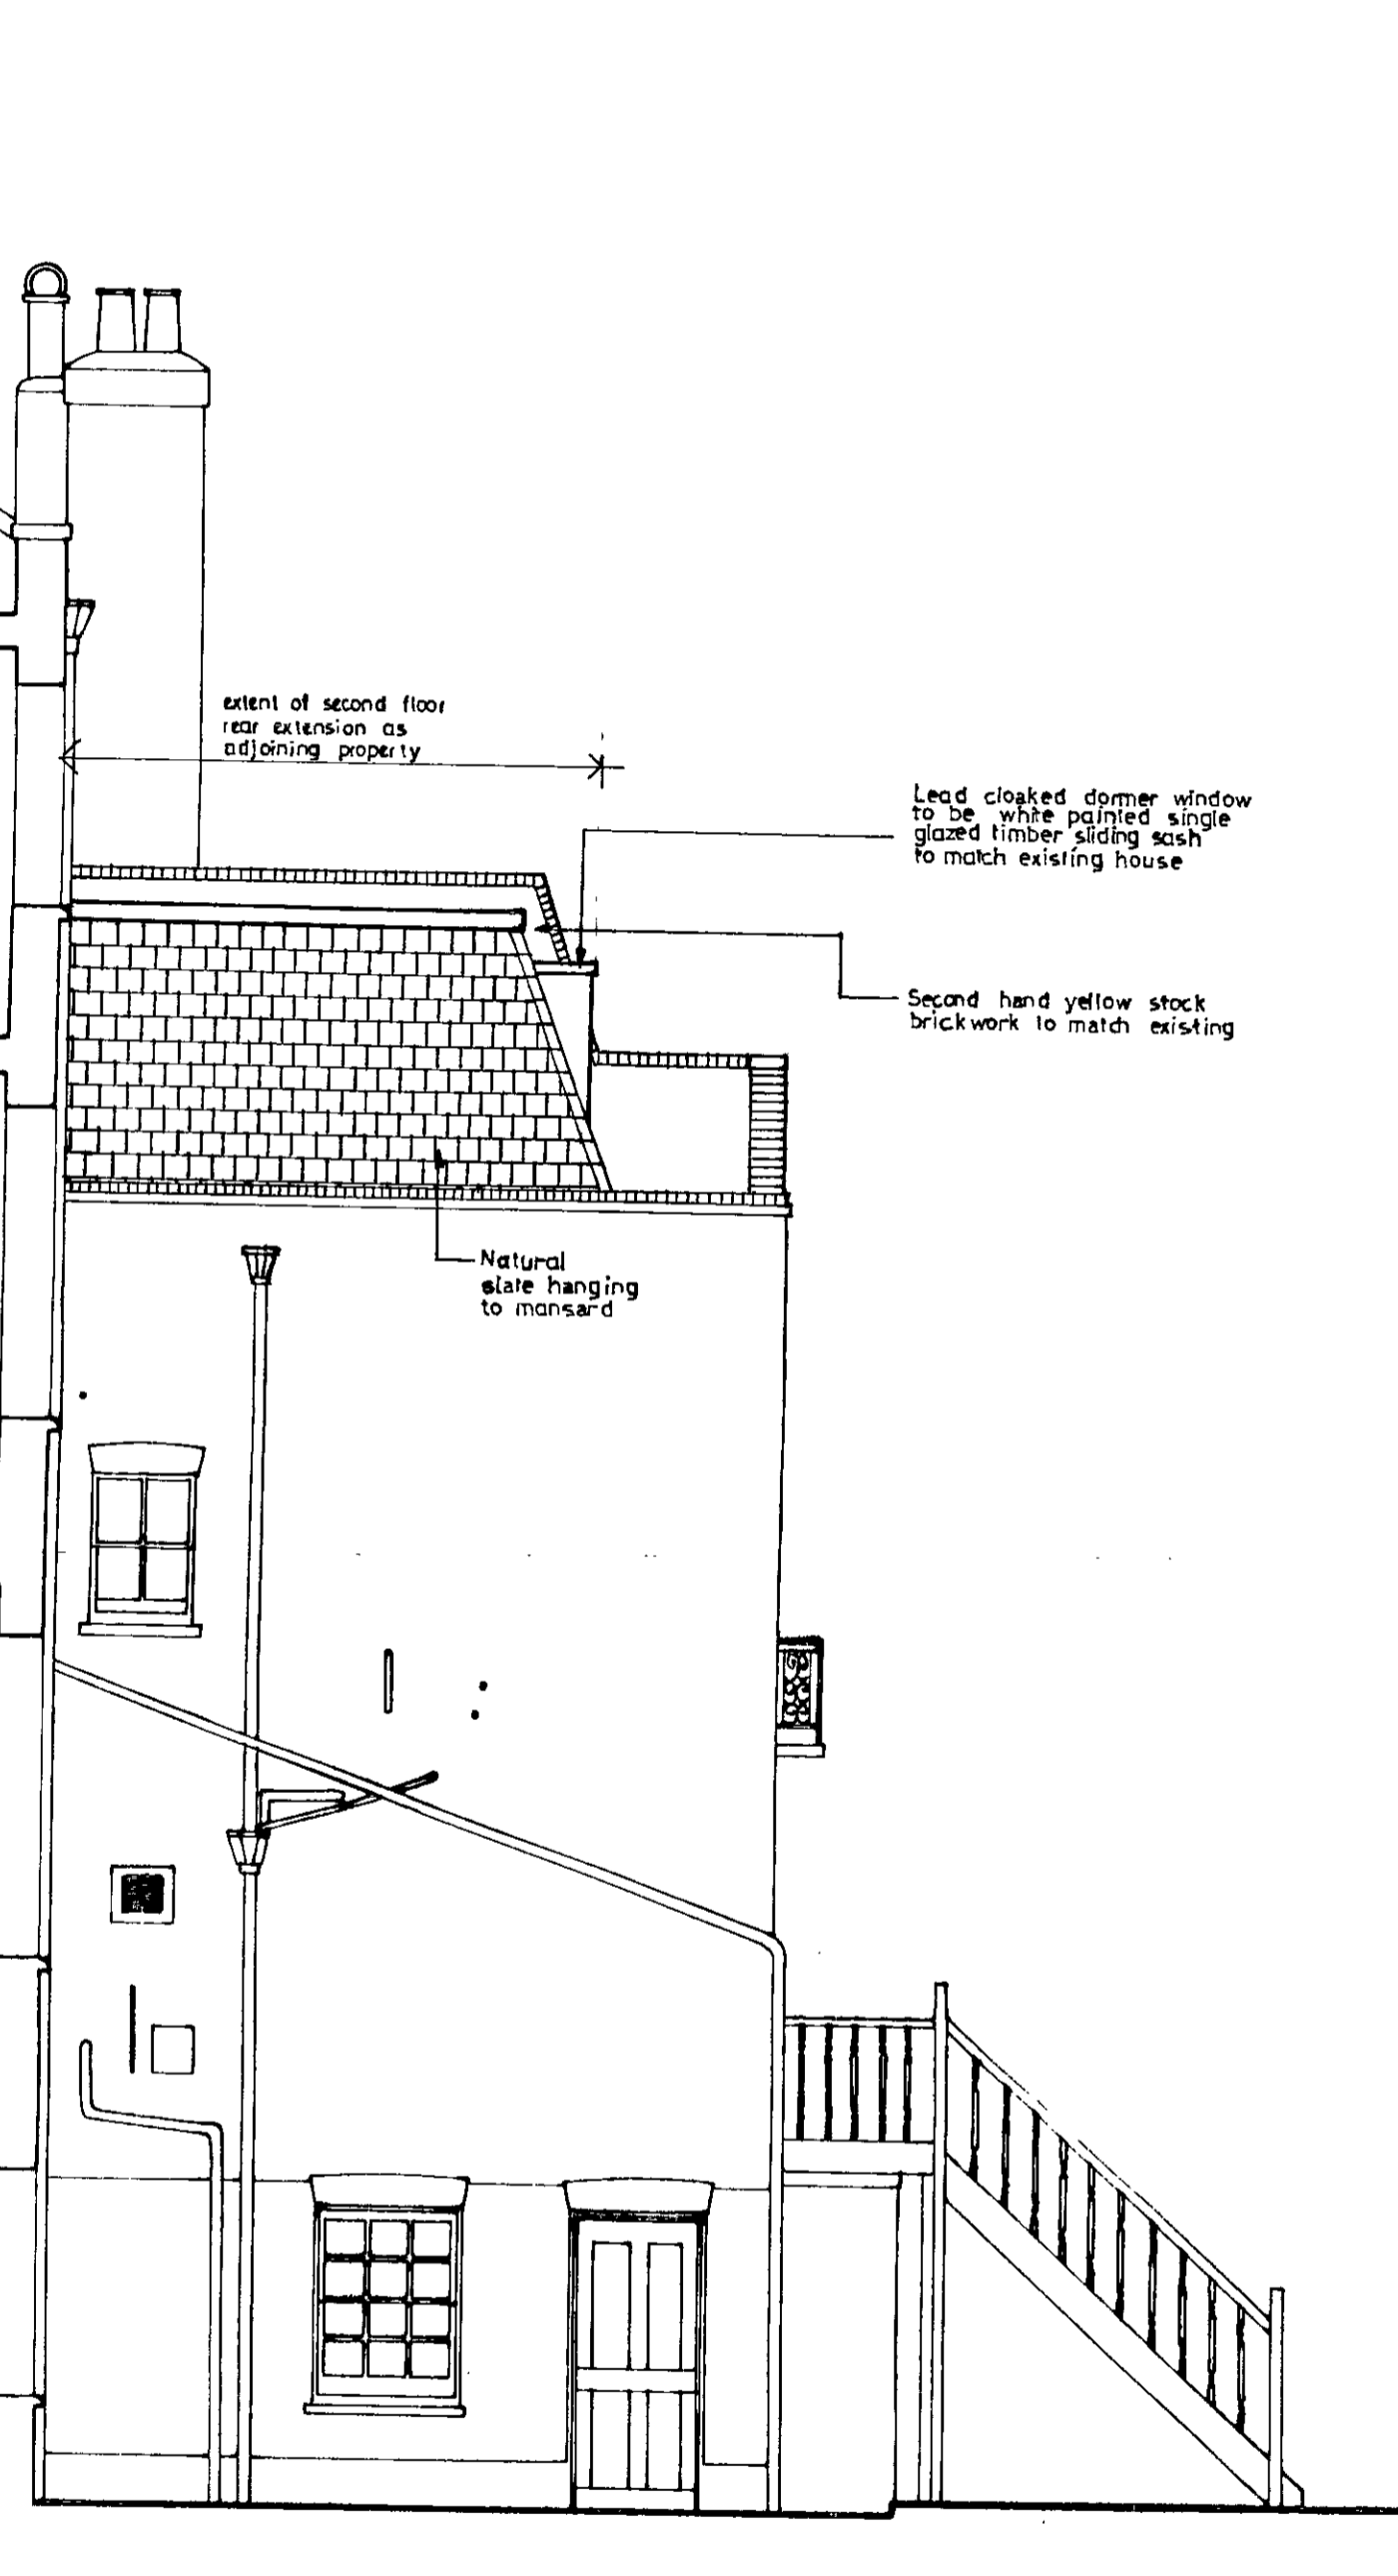 extent of second floor
rear extension as
adjoining property
Lead cloaked dormer window
to be white painted single
glazed timber sliding sash
to match existing house
Second hand yellow stock
brickwork to match existing
Natural
slate hanging
to mansard